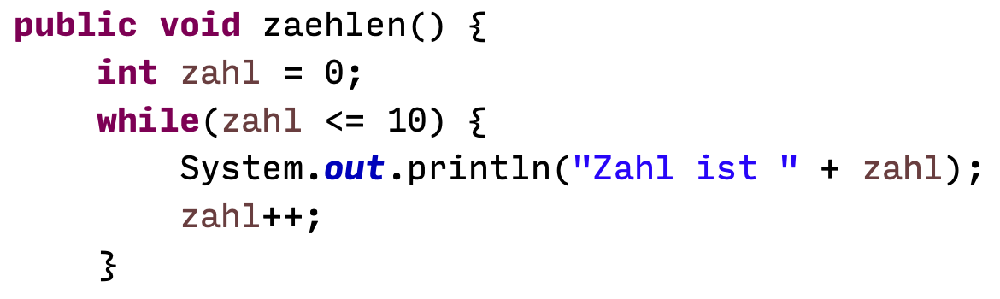 public void zaehlen() {
    int zahl = 0;
    while(zahl <= 10) {
        System.out.println("Zahl ist " + zahl);
        zahl++;
    }